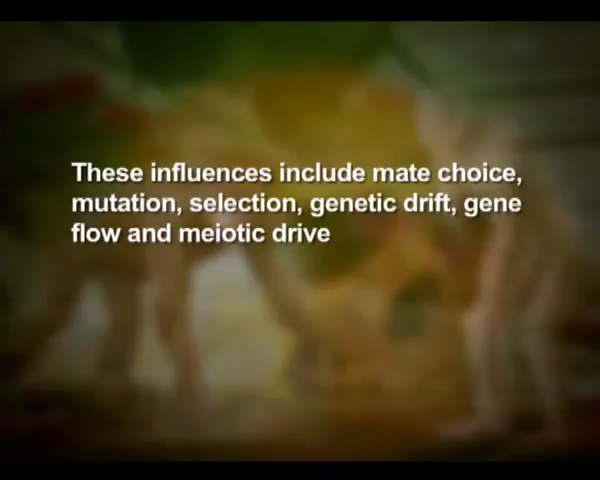 These influences include mate choice,
mutation, selection, genetic drift, gene
flow and meiotic drive